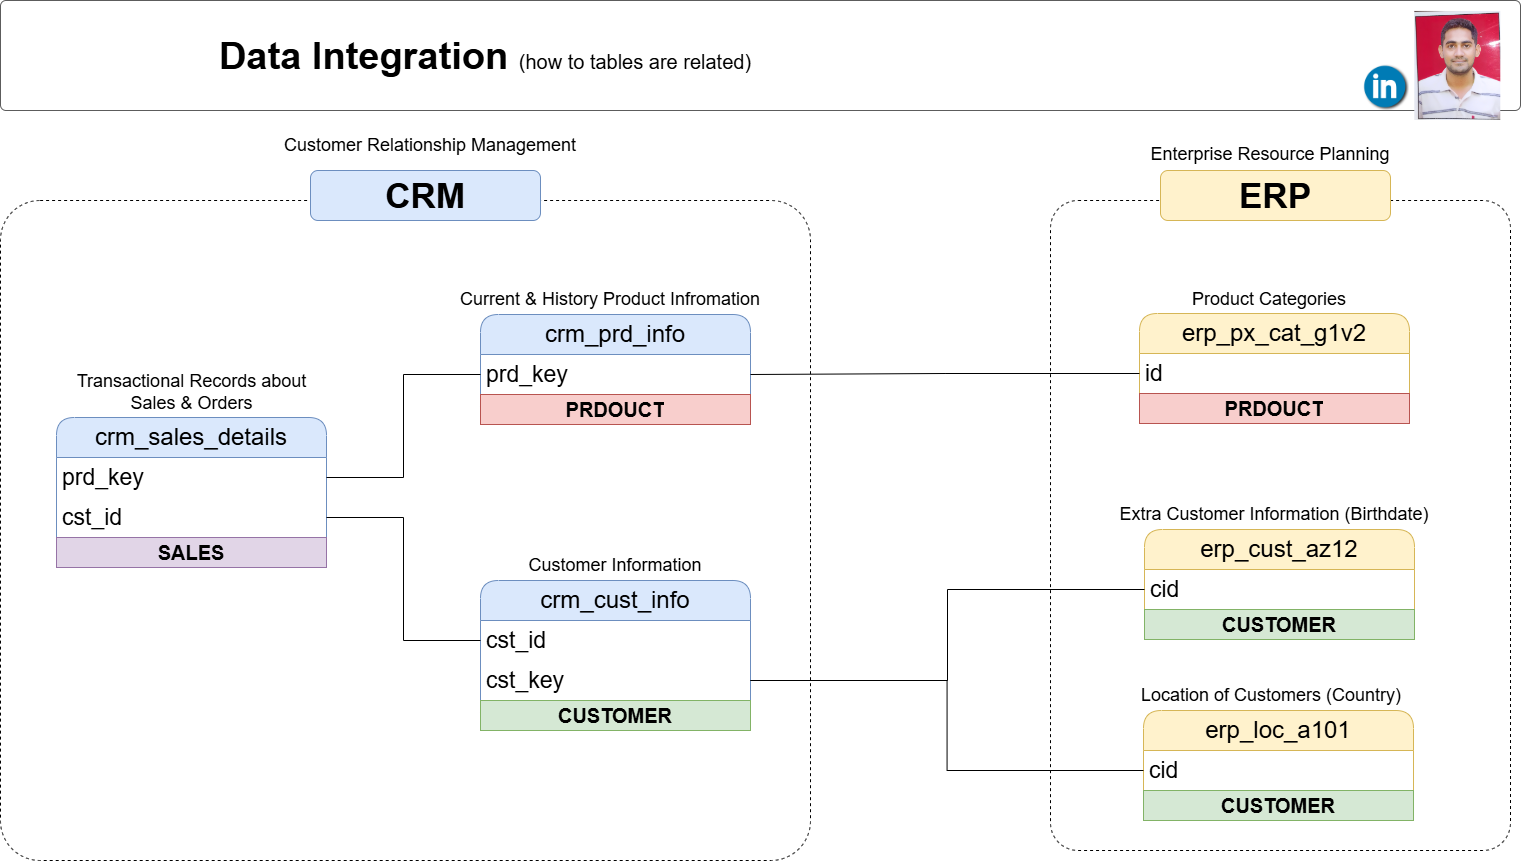 Data Integration (how to tables are related)
in
Customer Relationship Management
CRM
Enterprise Resource Planning
ERP
Transactional Records about
Sales & Orders
crm_sales_details
prd_key
cst_id
SALES
Current & History Product Infromation
crm_prd_info
prd_key
PRDOUCT
Customer Information
crm_cust_info
cst_id
cst_key
CUSTOMER
Product Categories
erp_px_cat_g1v2
id
PRDOUCT
Extra Customer Information (Birthdate)
erp_cust_az12
cid
CUSTOMER
Location of Customers (Country)
erp_loc_a101
cid
CUSTOMER